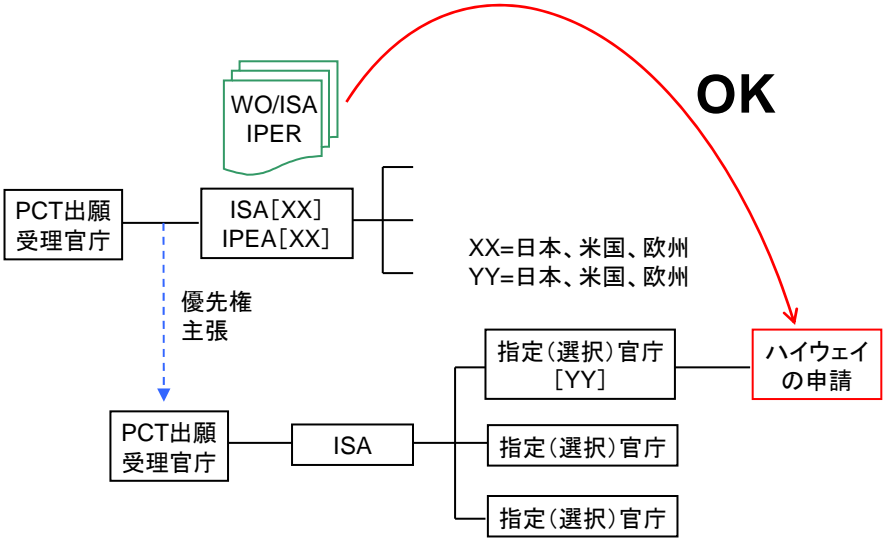 OK
WO/ISA
IPER
PCT出願
受理官庁
ISA[XX]
IPEA[XX]
XX=日本、米国、欧州
YY=日本、米国、欧州
優先権
主張
指定(選択)官庁
[YY]
ハイウェイ
の申請
PCT出願
受理官庁
ISA
指定(選択)官庁
指定(選択)官庁